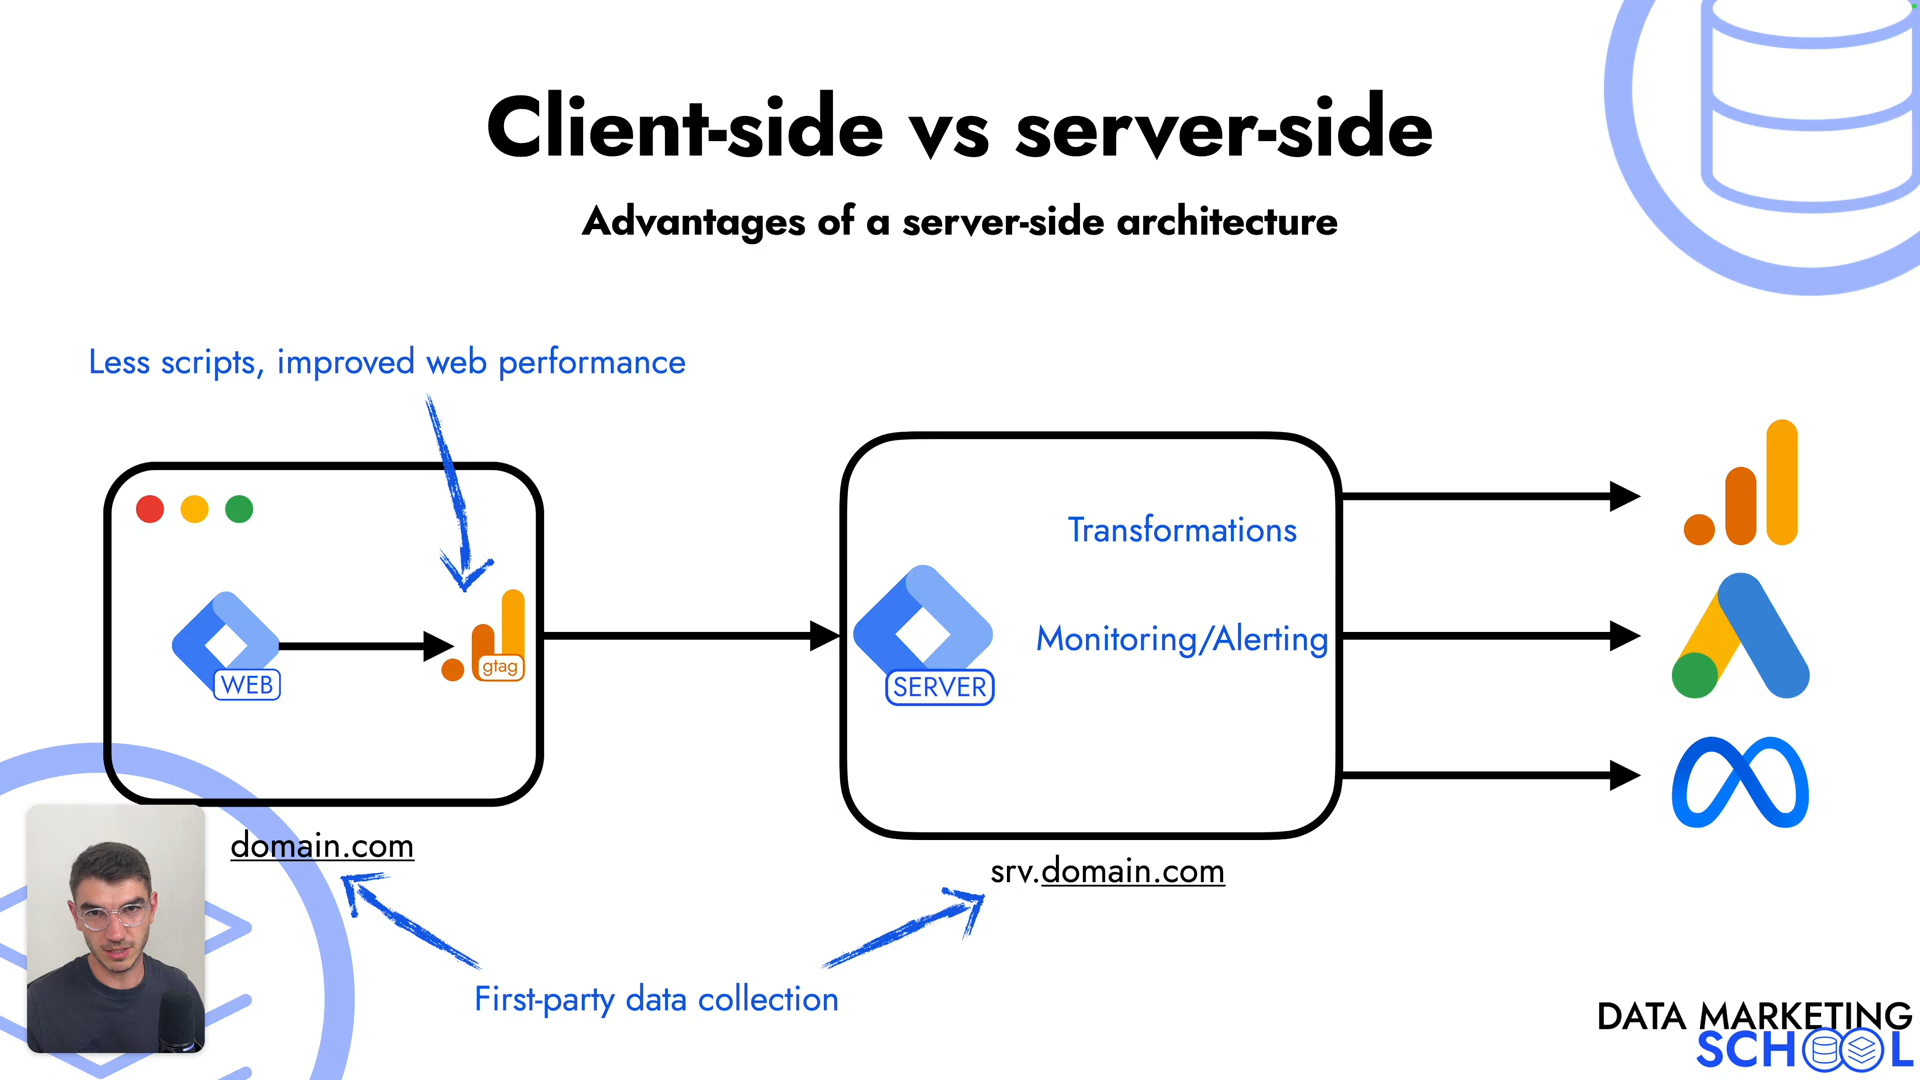 Client-side vs server-side
Advantages of a server-side architecture
Less scripts, improved web performance
WEB
gtag
Transformations
Monitoring/Alerting
SERVER
domain.com
srv.domain.com
First-party data collection
DATA MARKETING
SCHOOL